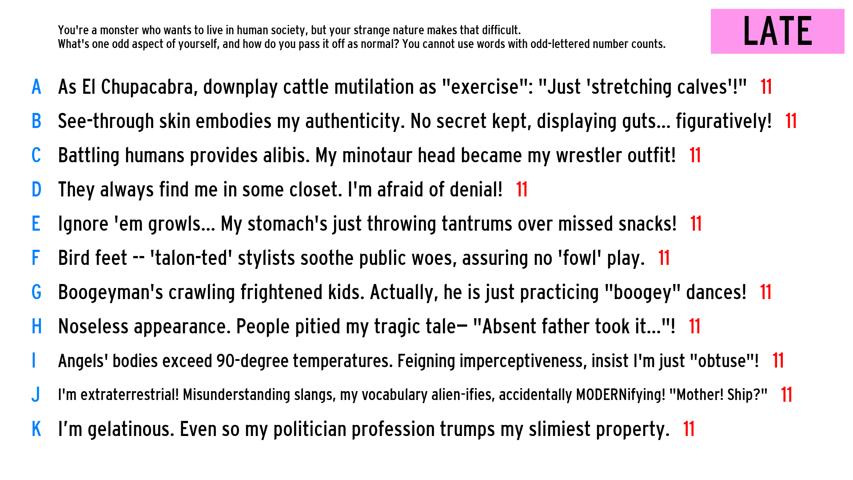 You're a monster who wants to live in human society, but your strange nature makes that difficult.
What's one odd aspect of yourself, and how do you pass it off as normal? You cannot use words with odd-lettered number counts.
LATE
A As El Chupacabra, downplay cattle mutilation as "exercise": "Just 'stretching calves'!" 11
B See-through skin embodies my authenticity. No secret kept, displaying guts... figuratively! 11
C Battling humans provides alibis. My minotaur head became my wrestler outfit! 11
D They always find me in some closet. I'm afraid of denial! 11
E Ignore 'em growls... My stomach's just throwing tantrums over missed snacks! 11
F Bird feet -- 'talon-ted' stylists soothe public woes, assuring no 'fowl' play. 11
G Boogeyman's crawling frightened kids. Actually, he is just practicing "boogey" dances! 11
H Noseless appearance. People pitied my tragic tale— "Absent father took it..."! 11
I Angels' bodies exceed 90-degree temperatures. Feigning imperceptiveness, insist I'm just "obtuse"! 11
J I'm extraterrestrial! Misunderstanding slangs, my vocabulary alien-ifies, accidentally MODERNifying! "Mother! Ship?" 11
K I’m gelatinous. Even so my politician profession trumps my slimiest property. 11